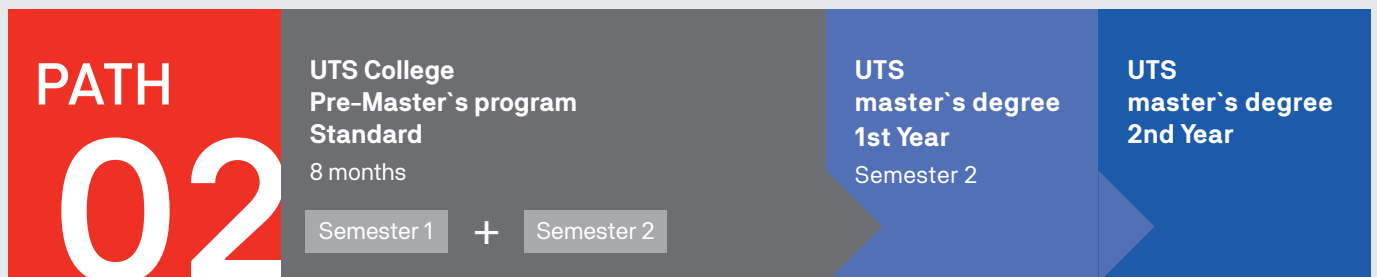 PATH
02
UTS College
Pre-Master`s program
Standard
8 months
Semester 1 + Semester 2
UTS
master`s degree
1st Year
Semester 2
UTS
master`s degree
2nd Year